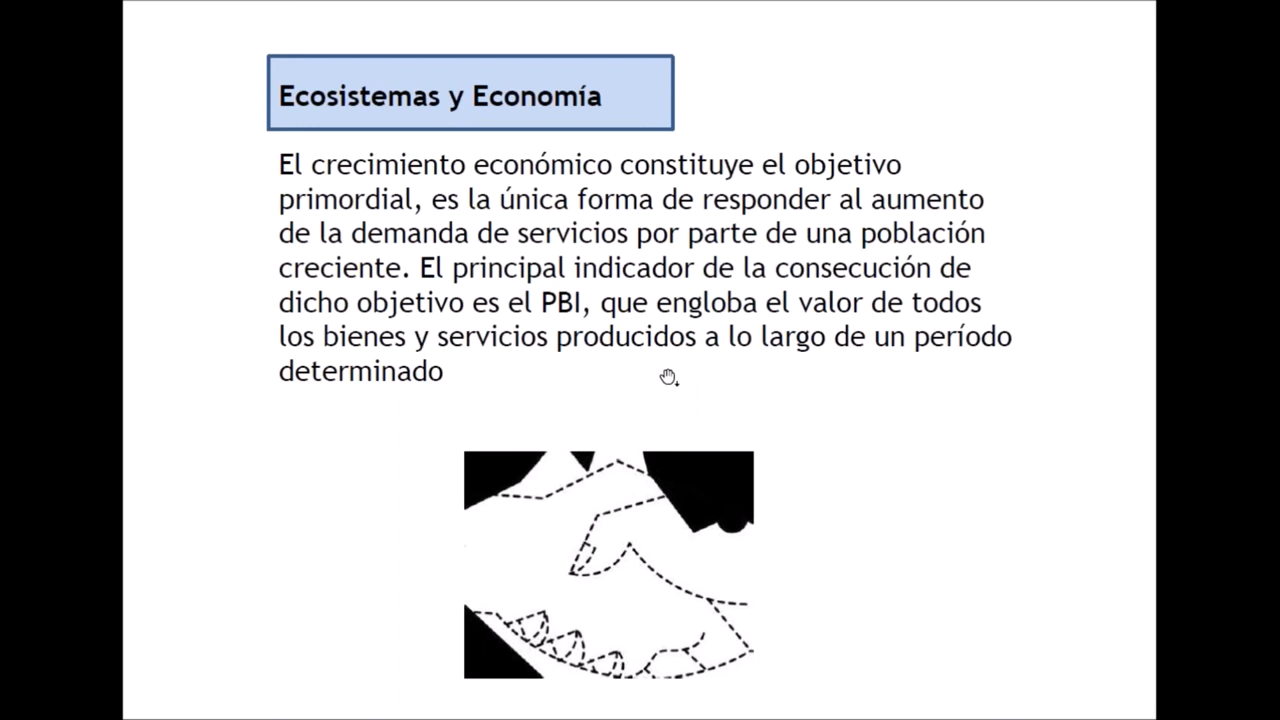 Ecosistemas y Economía
El crecimiento económico constituye el objetivo
primordial, es la única forma de responder al aumento
de la demanda de servicios por parte de una población
creciente. El principal indicador de la consecución de
dicho objetivo es el PBI, que engloba el valor de todos
los bienes y servicios producidos a lo largo de un período
determinado